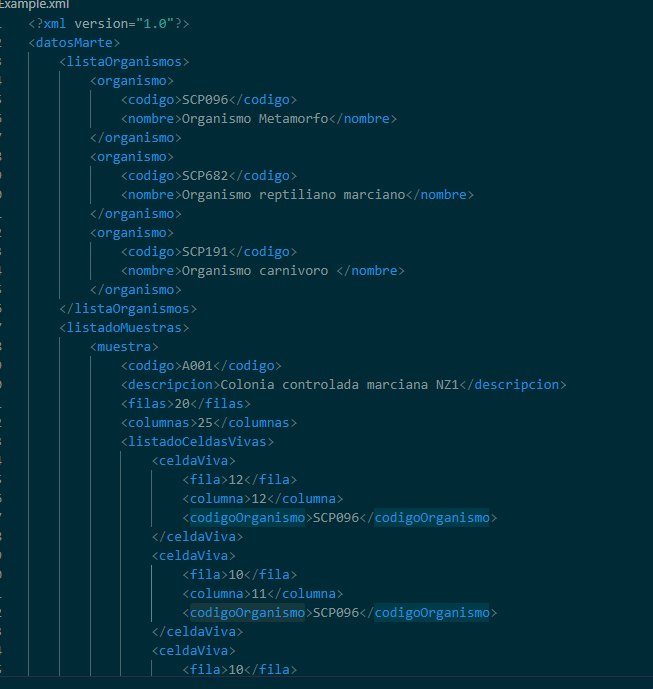 Example.xml
<?xml version="1.0"?>
<datosMarte>
<listaOrganismos>
<organismo>
<codigo>SCP096</codigo>
<nombre>Organismo Metamorfo</nombre>
</organismo>
<organismo>
<codigo>SCP682</codigo>
<nombre>Organismo reptiliano marciano</nombre>
</organismo>
<organismo>
<codigo>SCP191</codigo>
<nombre>Organismo carnivoro </nombre>
</organismo>
</listaOrganismos>
<listadoMuestras>
<muestra>
<codigo>A001</codigo>
<descripcion>Colonia controlada marciana NZ1</descripcion>
<filas>20</filas>
<columnas>25</columnas>
<listadoCeldasVivas>
<celdaViva>
<fila>12</fila>
<columna>12</columna>
<codigoOrganismo>SCP096</codigoOrganismo>
</celdaViva>
<celdaViva>
<fila>10</fila>
<columna>11</columna>
<codigoOrganismo>SCP096</codigoOrganismo>
</celdaViva>
<celdaViva>
<fila>10</fila>